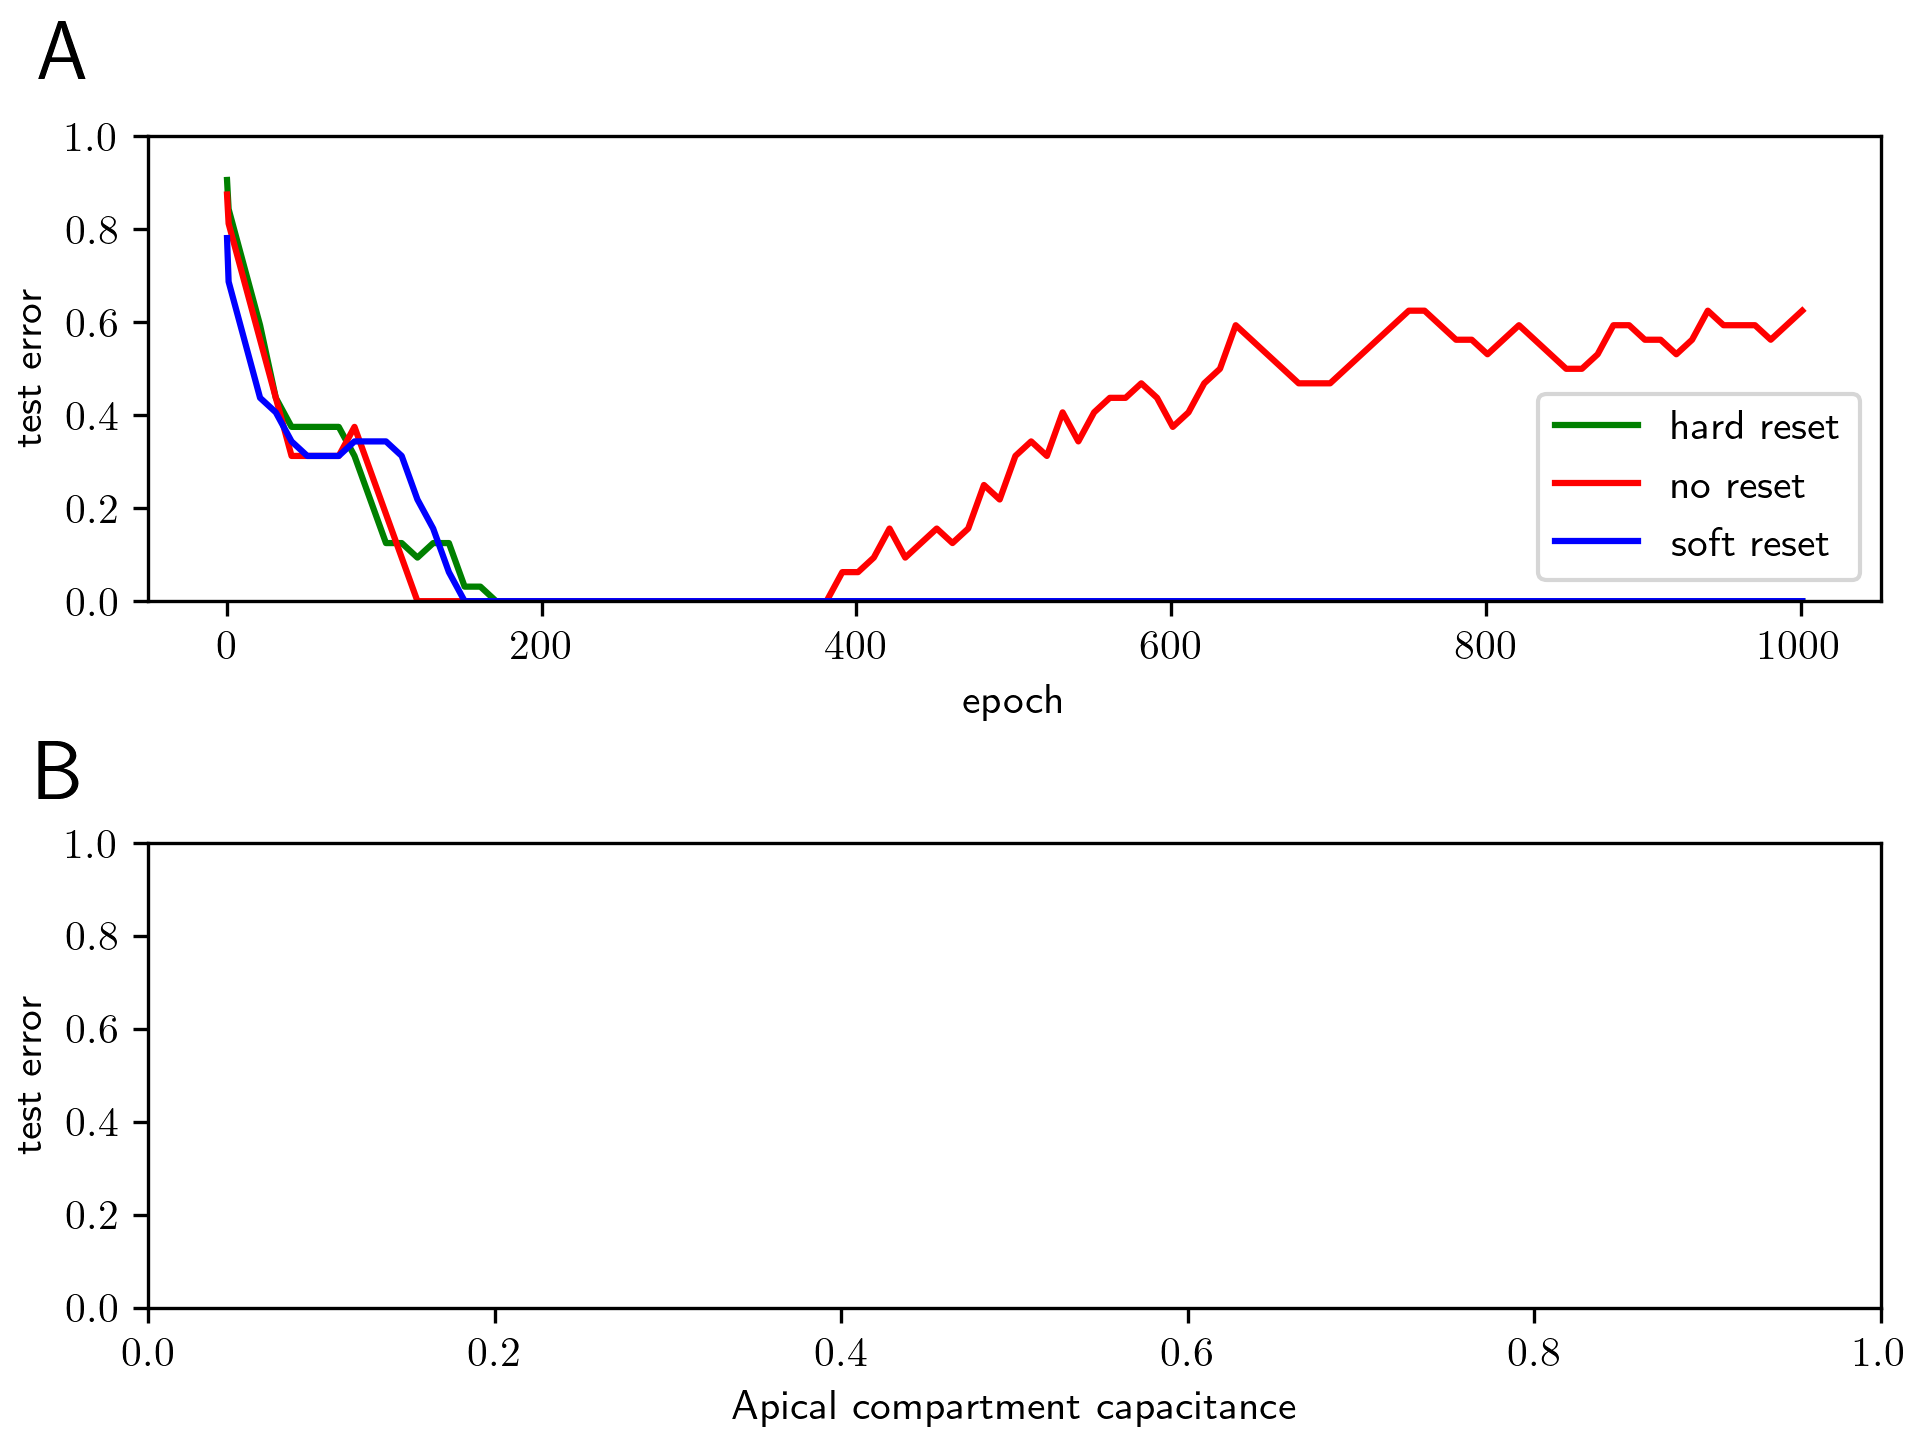 A
1.0
0.8
0.6
0.4
0.2
0.0
test error
hard reset
no reset
soft reset
0 200 400 600 800 1000
epoch
B
1.0
0.8
0.6
0.4
0.2
0.0
test error
0.0 0.2 0.4 0.6 0.8 1.0
Apical compartment capacitance